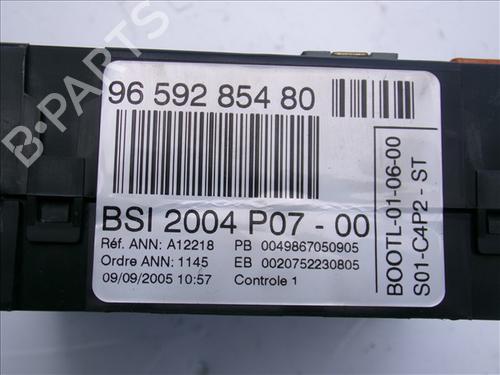 96 592 854 80
BSI 2004 P07 - 00
Réf. ANN: A12218 PB 0049867050905
Ordre ANN: 1145 EB 0020752230805
09/09/2005 10:57 Controle 1
BOOTL-01-06-00
S01-C4P2 - ST
B-PARTS